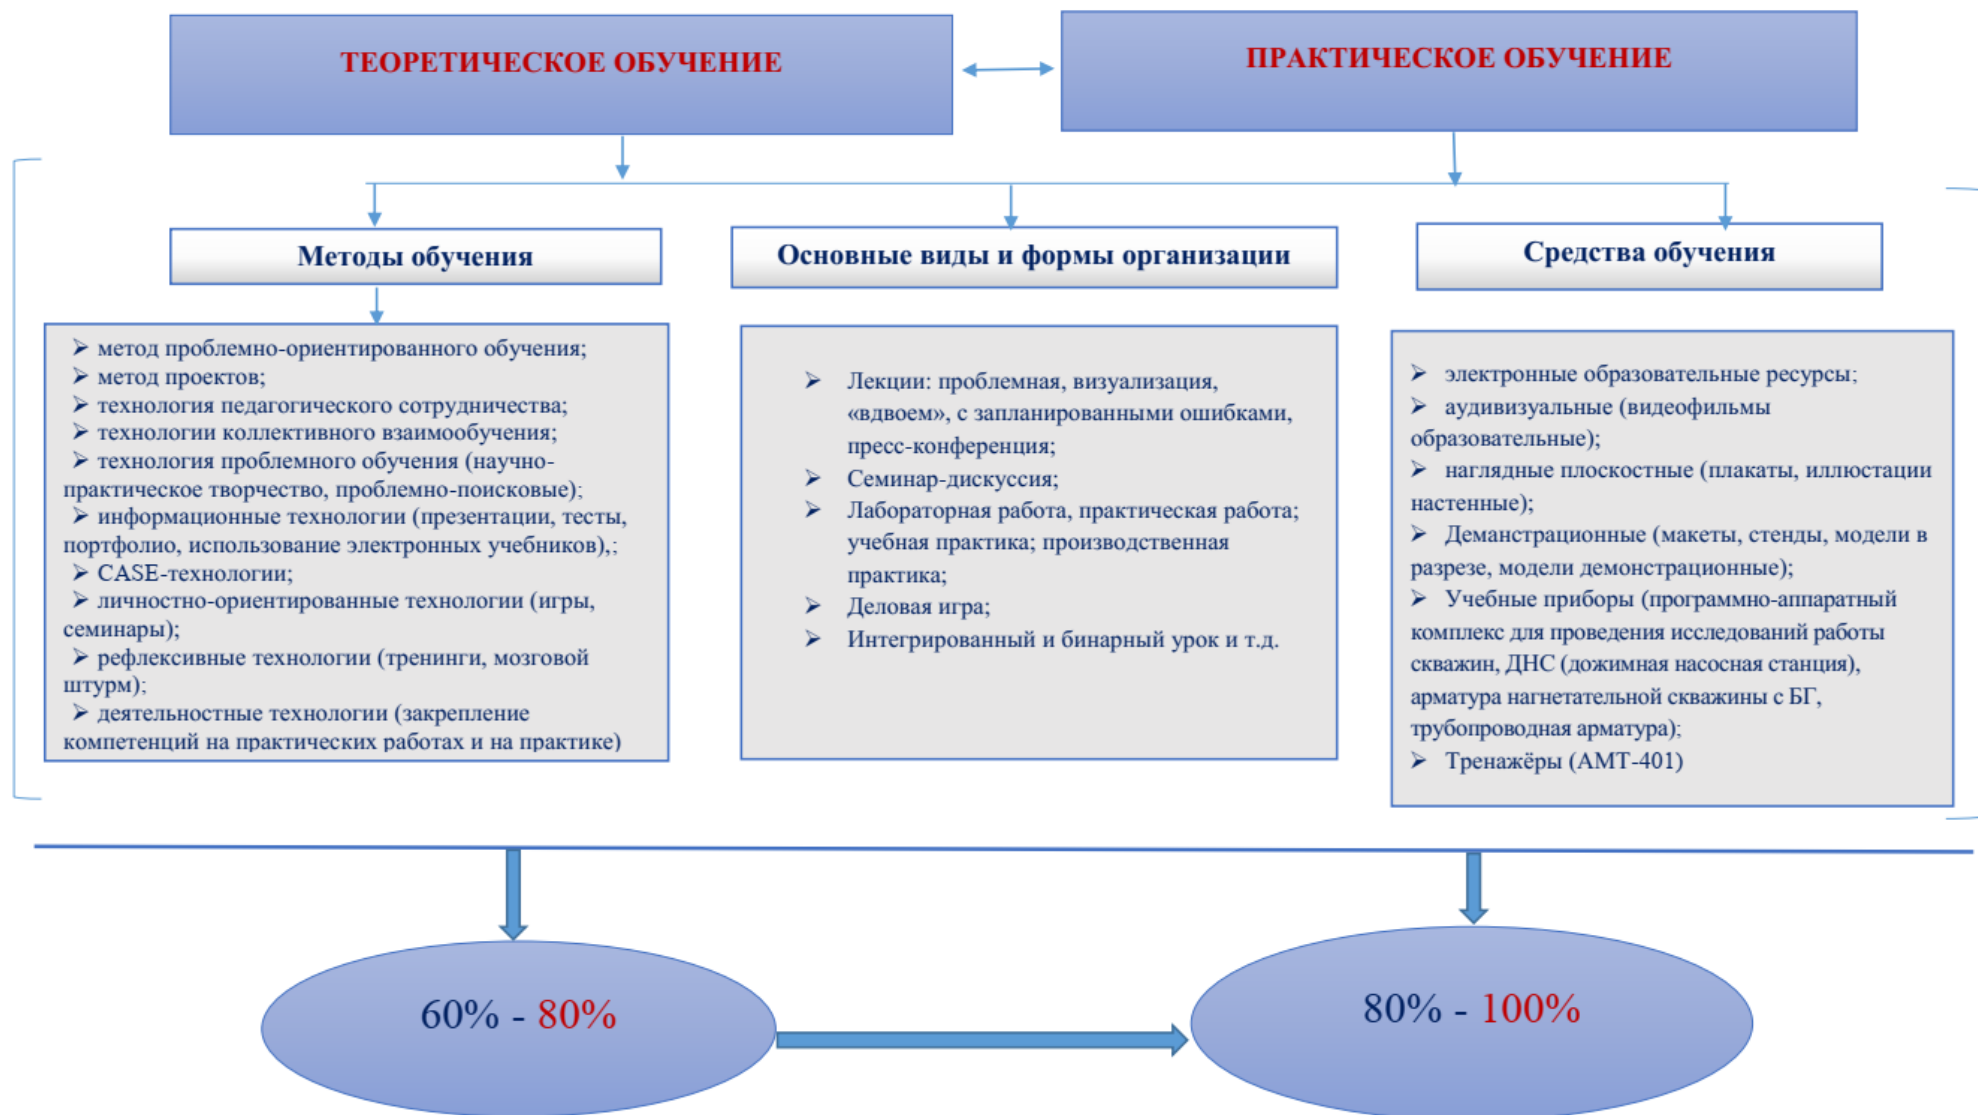 ТЕОРЕТИЧЕСКОЕ ОБУЧЕНИЕ
ПРАКТИЧЕСКОЕ ОБУЧЕНИЕ
Методы обучения
Основные виды и формы организации
Средства обучения
➢ метод проблемно-ориентированного обучения;
➢ метод проектов;
➢ технология педагогического сотрудничества;
➢ технологии коллективного взаимообучения;
➢ технология проблемного обучения (научно-
практическое творчество, проблемно-поисковые);
➢ информационные технологии (презентации, тесты,
портфолио, использование электронных учебников),;
➢ CASE-технологии;
➢ личностно-ориентированные технологии (игры,
семинары);
➢ рефлексивные технологии (тренинги, мозговой
штурм);
➢ деятельностные технологии (закрепление
компетенций на практических работах и на практике)
➢ Лекции: проблемная, визуализация,
«вдвоем», с запланированными ошибками,
пресс-конференция;
➢ Семинар-дискуссия;
➢ Лабораторная работа, практическая работа;
учебная практика; производственная
практика;
➢ Деловая игра;
➢ Интегрированный и бинарный урок и т.д.
➢ электронные образовательные ресурсы;
➢ аудивизуальные (видеофильмы
образовательные);
➢ наглядные плоскостные (плакаты, иллюстации
настенные);
➢ Деманстрационные (макеты, стенды, модели в
разрезе, модели демонстрационные);
➢ Учебные приборы (программно-аппаратный
комплекс для проведения исследований работы
скважин, ДНС (дожимная насосная станция),
арматура нагнетательной скважины с БГ,
трубопроводная арматура);
➢ Тренажёры (АМТ-401)
60% - 80%
80% - 100%